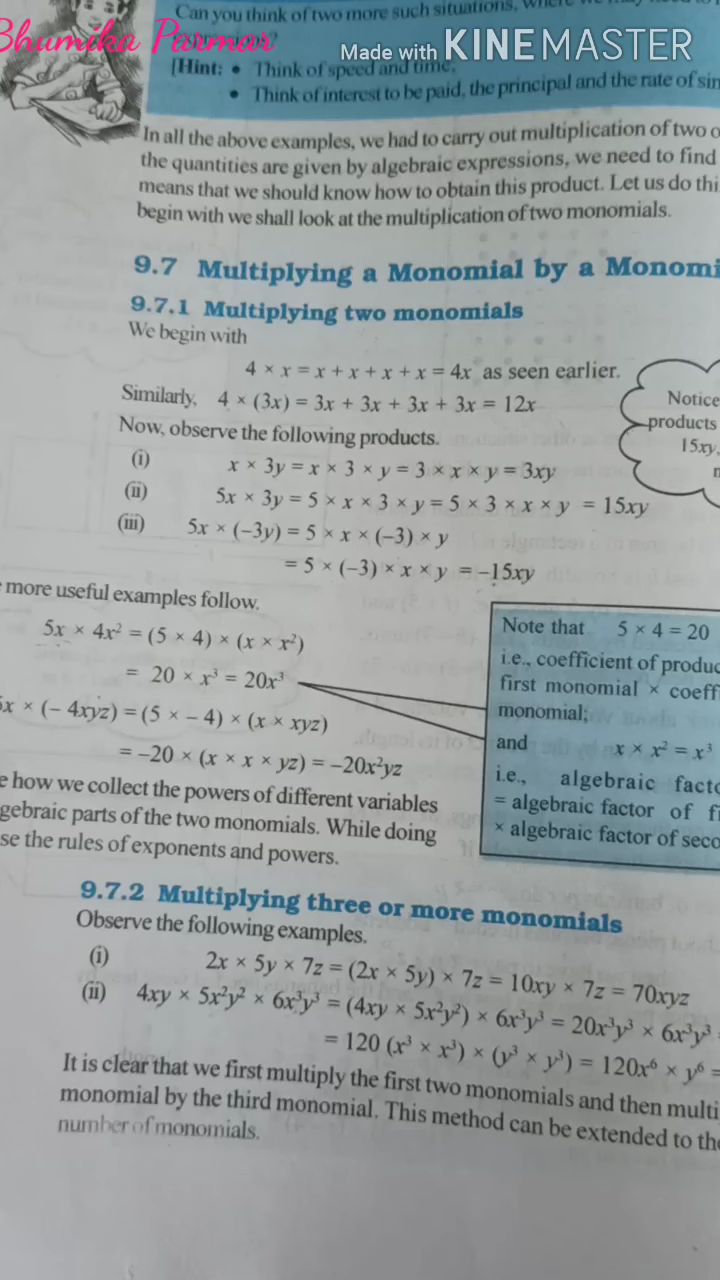 Can you think of two more such situations, where
Bhumika Parmar
Made with KINEMASTER
[Hint: • Think of speed and time.
• Think of interest to be paid, the principal and the rate of sim
In all the above examples, we had to carry out multiplication of two o
the quantities are given by algebraic expressions, we need to find
means that we should know how to obtain this product. Let us do thi
begin with we shall look at the multiplication of two monomials.
9.7 Multiplying a Monomial by a Monomi
9.7.1 Multiplying two monomials
We begin with
4 × x = x + x + x + x = 4x as seen earlier.
Similarly, 4 × (3x) = 3x + 3x + 3x + 3x = 12x
Notice
products
15xy,
Now, observe the following products.
(i) x × 3y = x × 3 × y = 3 × x × y = 3xy
(ii) 5x × 3y = 5 × x × 3 × y = 5 × 3 × x × y = 15xy
(iii) 5x × (−3y) = 5 × x × (−3) × y
= 5 × (−3) × x × y = −15xy
more useful examples follow.
5x × 4x² = (5 × 4) × (x × x²)
= 20 × x³ = 20x³
5x × (− 4xyz) = (5 × − 4) × (x × xyz)
= −20 × (x × x × yz) = −20x²yz
Note that 5 × 4 = 20
i.e., coefficient of produc
first monomial × coeffi
monomial;
and x × x² = x³
i.e., algebraic facto
= algebraic factor of fi
× algebraic factor of seco
e how we collect the powers of different variables
gebraic parts of the two monomials. While doing
se the rules of exponents and powers.
9.7.2 Multiplying three or more monomials
Observe the following examples.
(i) 2x × 5y × 7z = (2x × 5y) × 7z = 10xy × 7z = 70xyz
(ii) 4xy × 5x²y² × 6x³y³ = (4xy × 5x²y²) × 6x³y³ = 20x³y³ × 6x³y³
= 120 (x³ × x³) × (y³ × y³) = 120x⁶ × y⁶ =
It is clear that we first multiply the first two monomials and then multi
monomial by the third monomial. This method can be extended to the
number of monomials.